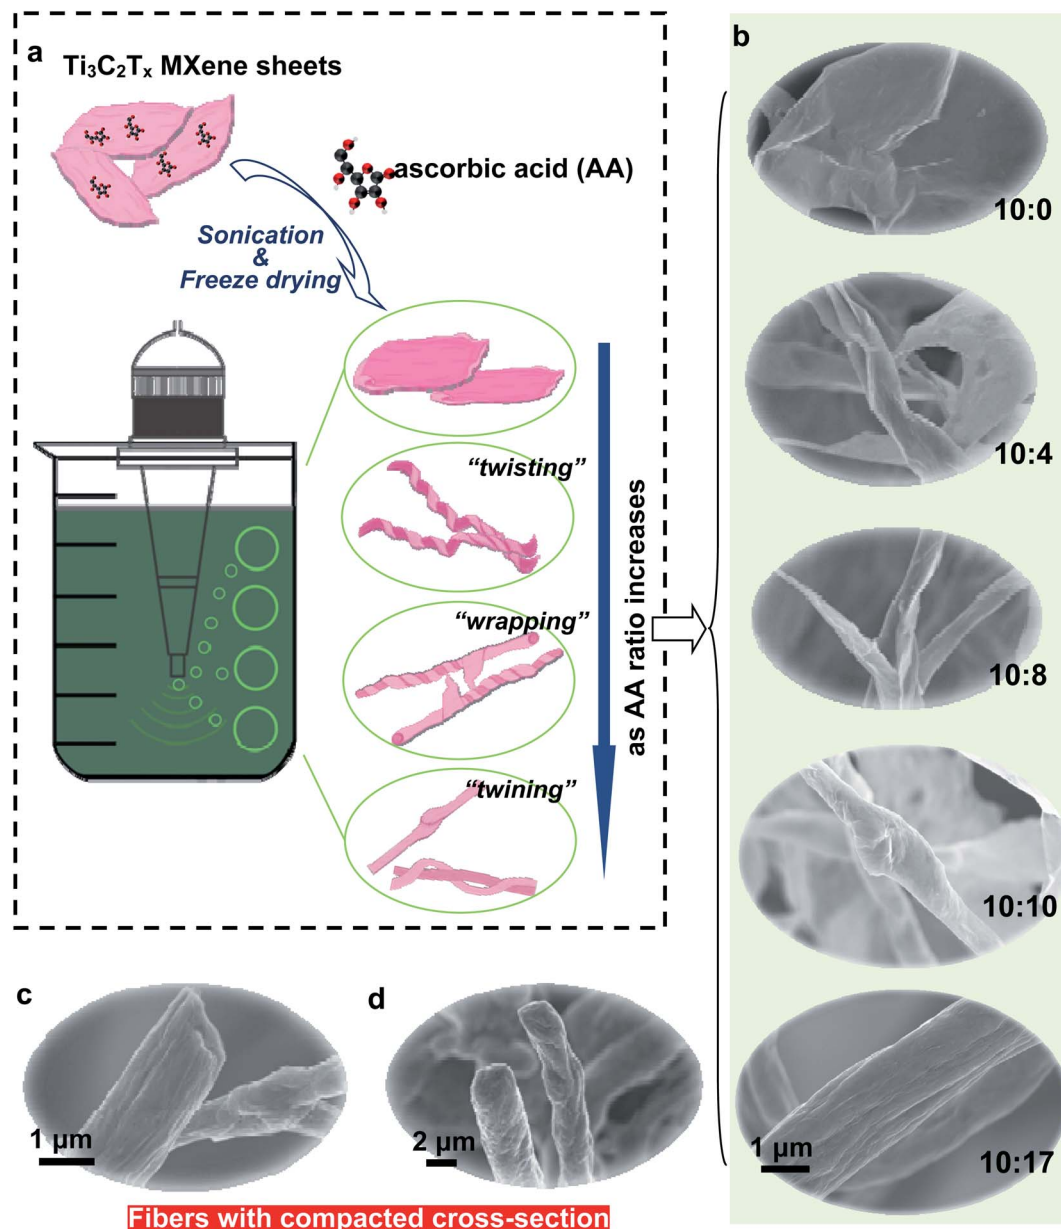 a
Ti₃C₂Tₓ MXene sheets
ascorbic acid (AA)
Sonication
&
Freeze drying
“twisting”
“wrapping”
“twining”
as AA ratio increases
b
10:0
10:4
10:8
10:10
1 μm
10:17
c
1 μm
d
2 μm
Fibers with compacted cross-section